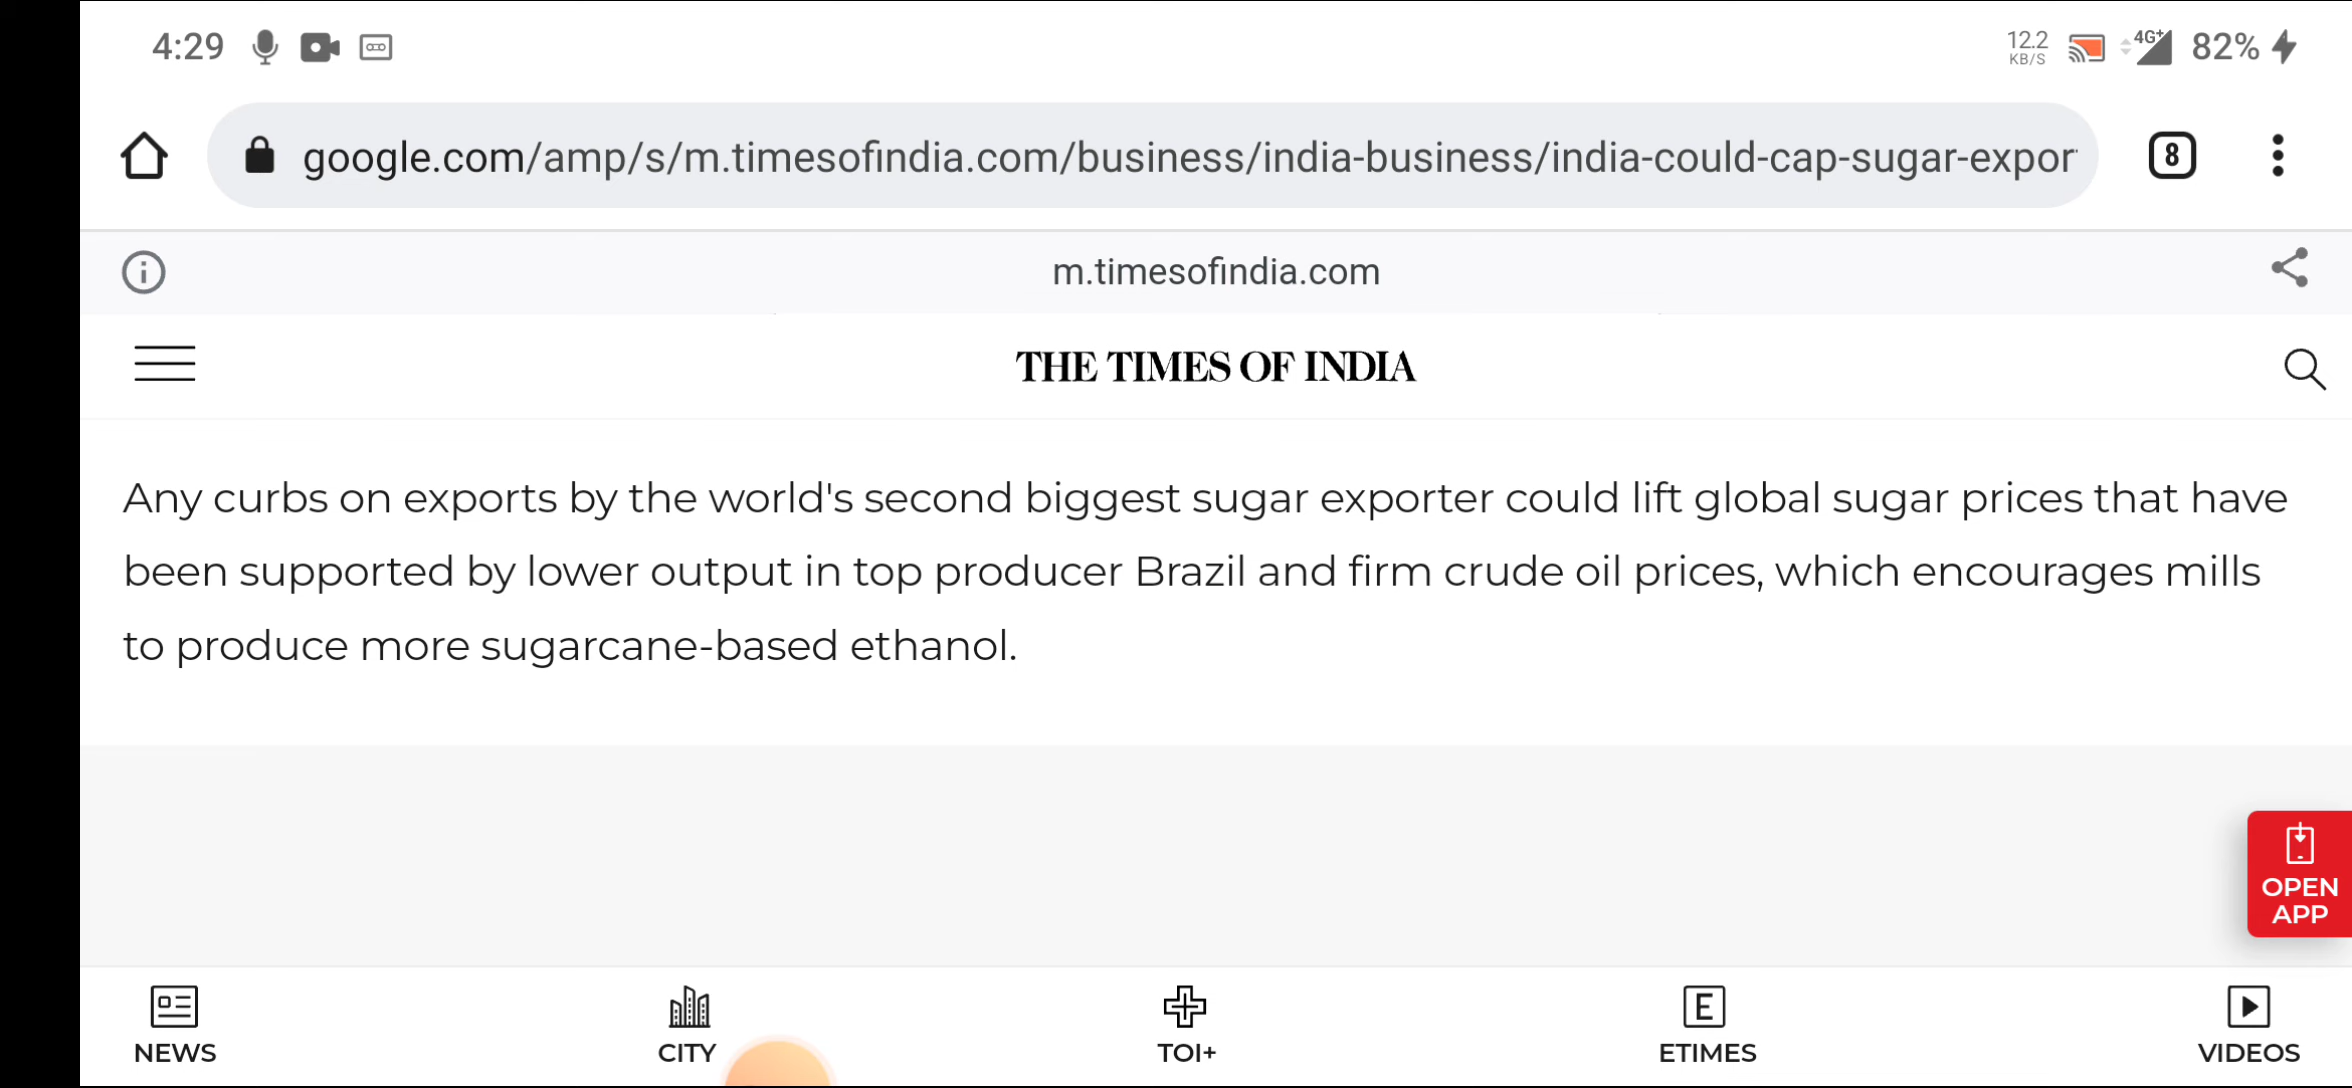 4:29 12.2 KB/S 4G+ 82%
google.com/amp/s/m.timesofindia.com/business/india-business/india-could-cap-sugar-expor 8
m.timesofindia.com
THE TIMES OF INDIA
Any curbs on exports by the world's second biggest sugar exporter could lift global sugar prices that have
been supported by lower output in top producer Brazil and firm crude oil prices, which encourages mills
to produce more sugarcane-based ethanol.
OPEN
APP
NEWS CITY TOI+ E ETIMES VIDEOS